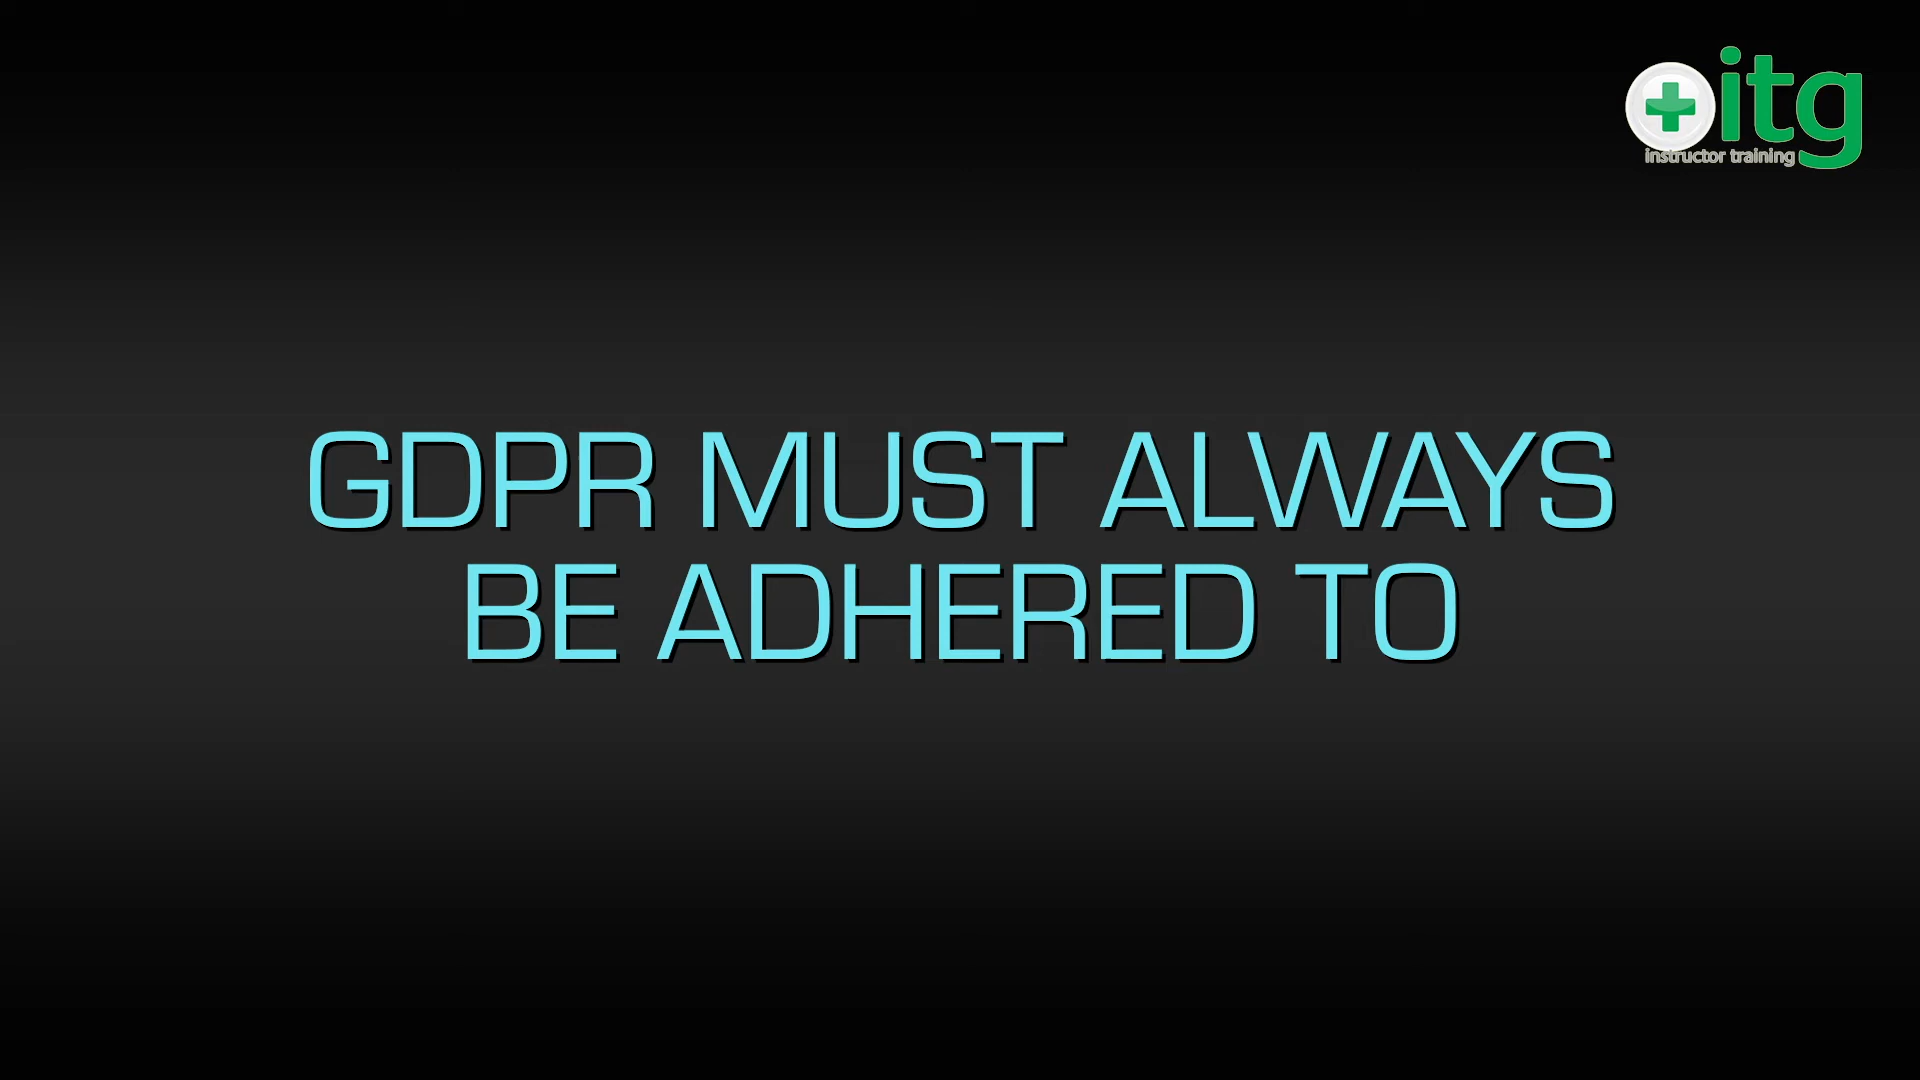 itg
instructor training
GDPR MUST ALWAYS
BE ADHERED TO